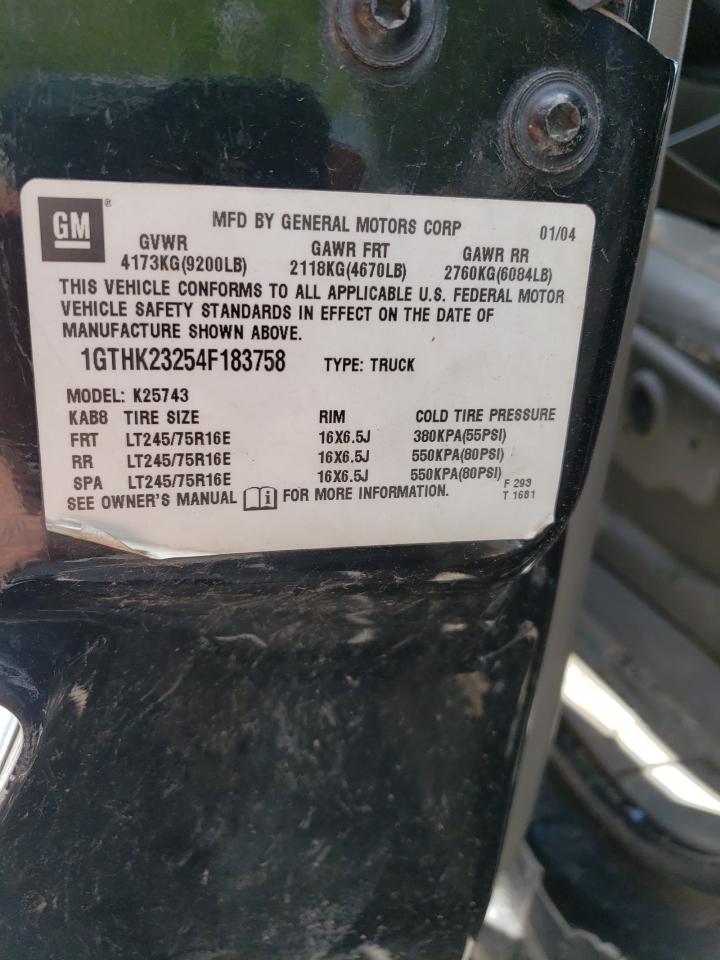 GM ® MFD BY GENERAL MOTORS CORP 01/04
GVWR GAWR FRT GAWR RR
4173KG(9200LB) 2118KG(4670LB) 2760KG(6084LB)
THIS VEHICLE CONFORMS TO ALL APPLICABLE U.S. FEDERAL MOTOR
VEHICLE SAFETY STANDARDS IN EFFECT ON THE DATE OF
MANUFACTURE SHOWN ABOVE.
1GTHK23254F183758 TYPE: TRUCK
MODEL: K25743
KAB8 TIRE SIZE RIM COLD TIRE PRESSURE
FRT LT245/75R16E 16X6.5J 380KPA(55PSI)
RR LT245/75R16E 16X6.5J 550KPA(80PSI)
SPA LT245/75R16E 16X6.5J 550KPA(80PSI)
SEE OWNER'S MANUAL FOR MORE INFORMATION.
F 293
T 1681